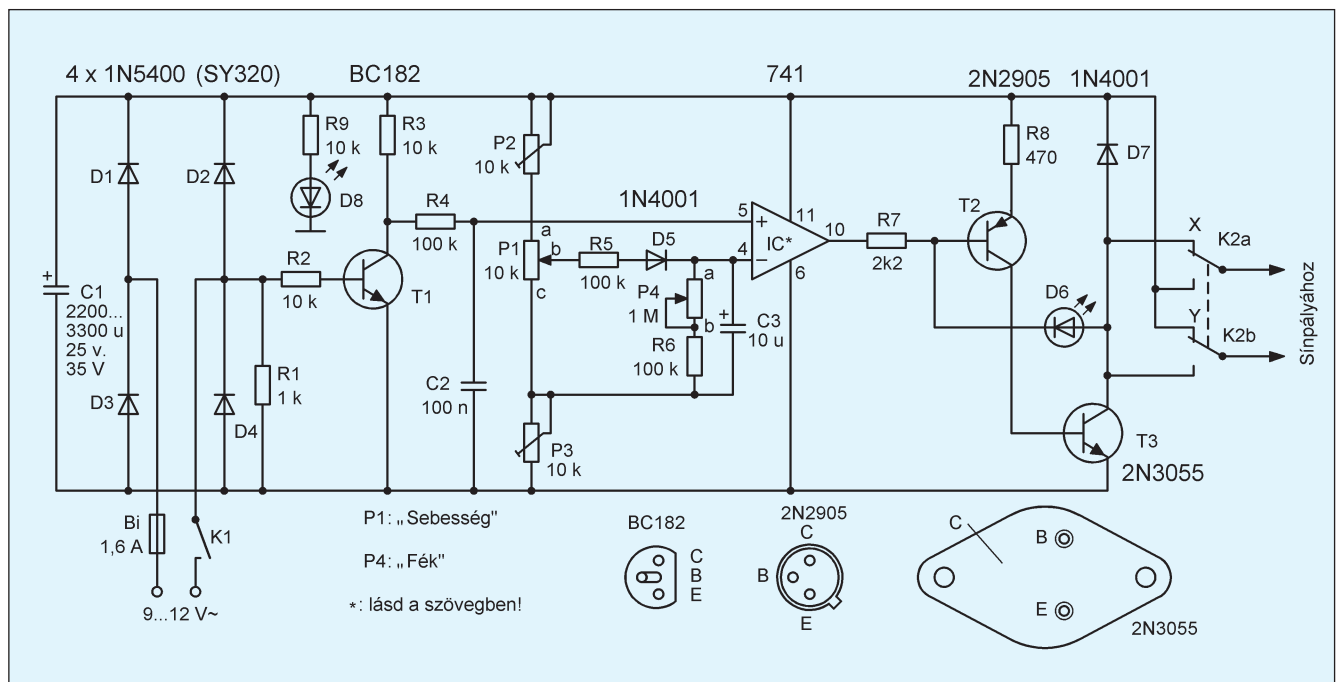 4 x 1N5400 (SY320)
BC182
741
2N2905
1N4001
R9
10 k
R3
10 k
P2
10 k
R8
470
D7
D1
D2
D8
R4
100 k
1N4001
5
+
11
4
−
IC*
10
6
R7
2k2
T2
X
K2a
a
P1
b
10 k
c
R5
100 k
D5
R2
10 k
T1
+
C1
2200...
3300 u
25 v.
35 V
a
P4
1 M
b
+
C3
10 u
D6
Y
K2b
Sínpályához
R1
1 k
R6
100 k
C2
100 n
D3
D4
P3
10 k
T3
2N3055
Bi
1,6 A
K1
9...12 V~
P1: „Sebesség"
P4: „Fék"
*: lásd a szövegben!
BC182
C
B
E
2N2905
C
B
E
C
B
E
2N3055